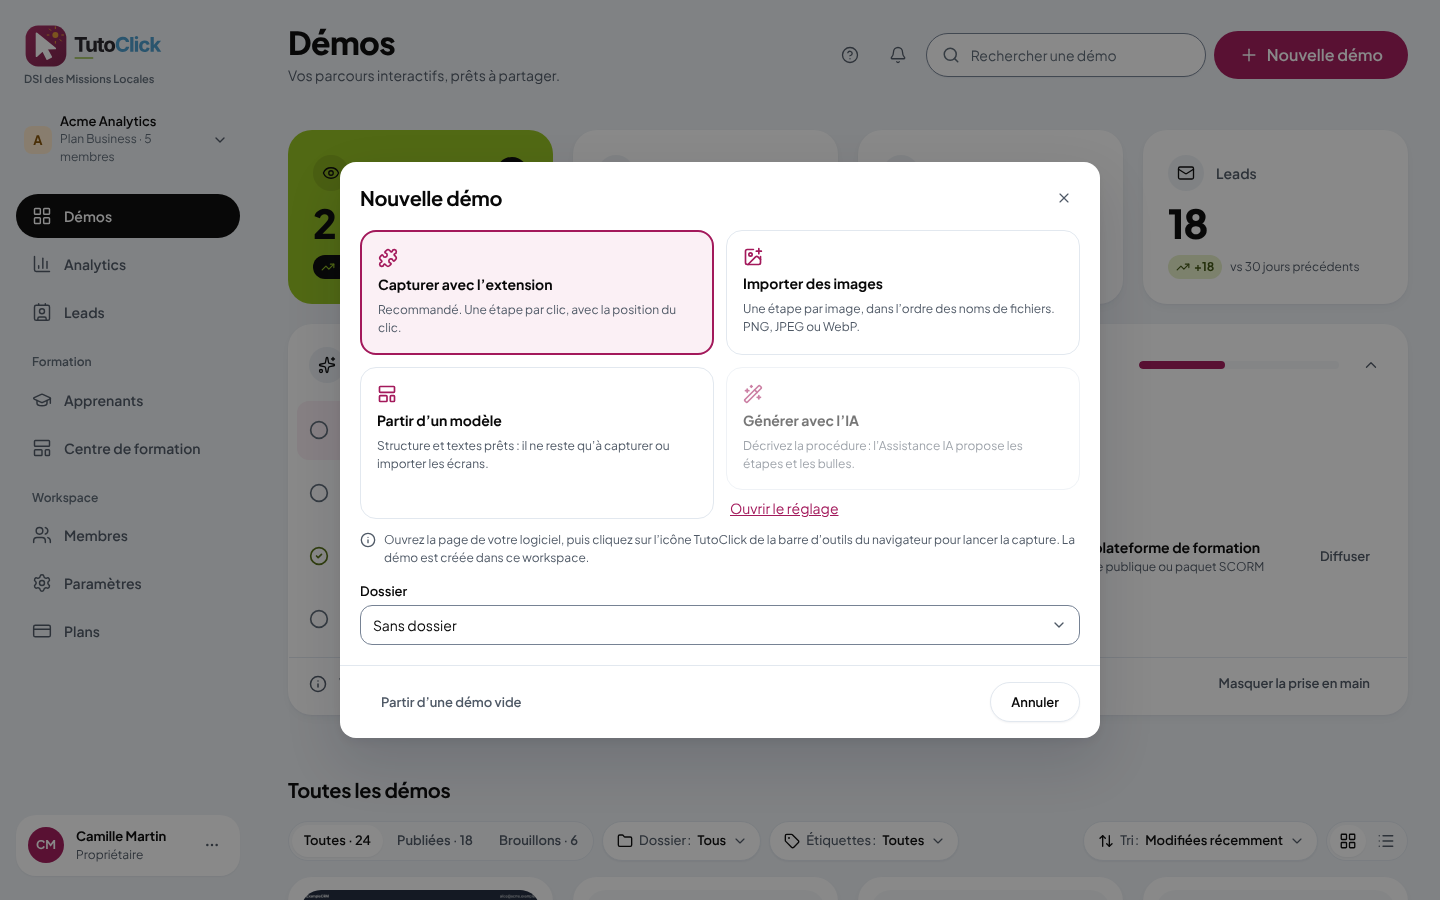 TutoClick
DSI des Missions Locales
A
Acme Analytics
Plan Business · 5
membres
Démos
Analytics
Leads
Formation
Apprenants
Centre de formation
Workspace
Membres
Paramètres
Plans
CM
Camille Martin
Propriétaire
Démos
Vos parcours interactifs, prêts à partager.
Rechercher une démo
Nouvelle démo
2
Leads
18
+18
vs 30 jours précédents
Nouvelle démo
Capturer avec l’extension
Recommandé. Une étape par clic, avec la position du
clic.
Importer des images
Une étape par image, dans l’ordre des noms de fichiers.
PNG, JPEG ou WebP.
Partir d’un modèle
Structure et textes prêts : il ne reste qu’à capturer ou
importer les écrans.
Générer avec l’IA
Décrivez la procédure : l’Assistance IA propose les
étapes et les bulles.
Ouvrir le réglage
Ouvrez la page de votre logiciel, puis cliquez sur l’icône TutoClick de la barre d’outils du navigateur pour lancer la capture. La
démo est créée dans ce workspace.
Dossier
Sans dossier
Partir d’une démo vide
Annuler
plateforme de formation
publique ou paquet SCORM
Diffuser
Masquer la prise en main
Toutes les démos
Toutes · 24
Publiées · 18
Brouillons · 6
Dossier : Tous
Étiquettes : Toutes
Tri : Modifiées récemment